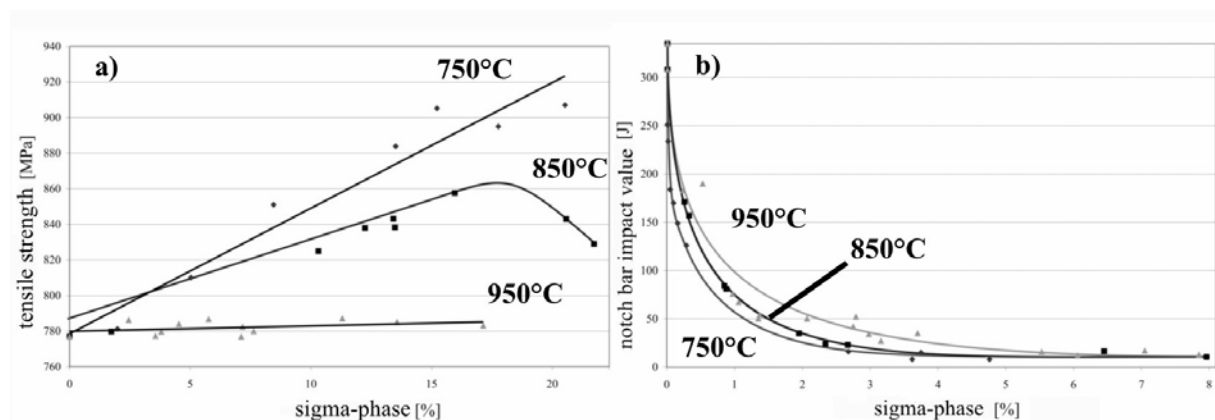 a)
940
920
900
880
860
840
820
800
780
760
tensile strength [MPa]
750°C
850°C
950°C
0
5
10
15
20
sigma-phase [%]
b)
300
250
200
150
100
50
0
notch bar impact value [J]
950°C
850°C
750°C
0
1
2
3
4
5
6
7
8
sigma-phase [%]